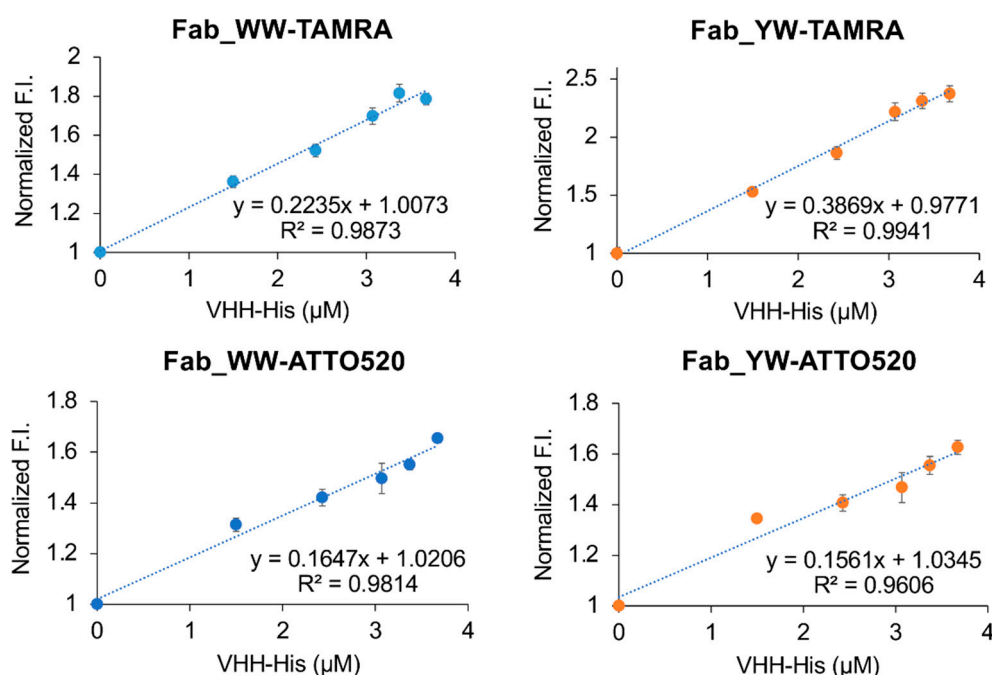 Fab_WW-TAMRA
Normalized F.I.
2
1.8
1.6
1.4
1.2
1
0
1
2
3
4
y = 0.2235x + 1.0073
R² = 0.9873
VHH-His (µM)
Fab_YW-TAMRA
Normalized F.I.
2.5
2
1.5
1
0
1
2
3
4
y = 0.3869x + 0.9771
R² = 0.9941
VHH-His (µM)
Fab_WW-ATTO520
Normalized F.I.
1.8
1.6
1.4
1.2
1
0
1
2
3
4
y = 0.1647x + 1.0206
R² = 0.9814
VHH-His (µM)
Fab_YW-ATTO520
Normalized F.I.
1.8
1.6
1.4
1.2
1
0
1
2
3
4
y = 0.1561x + 1.0345
R² = 0.9606
VHH-His (µM)